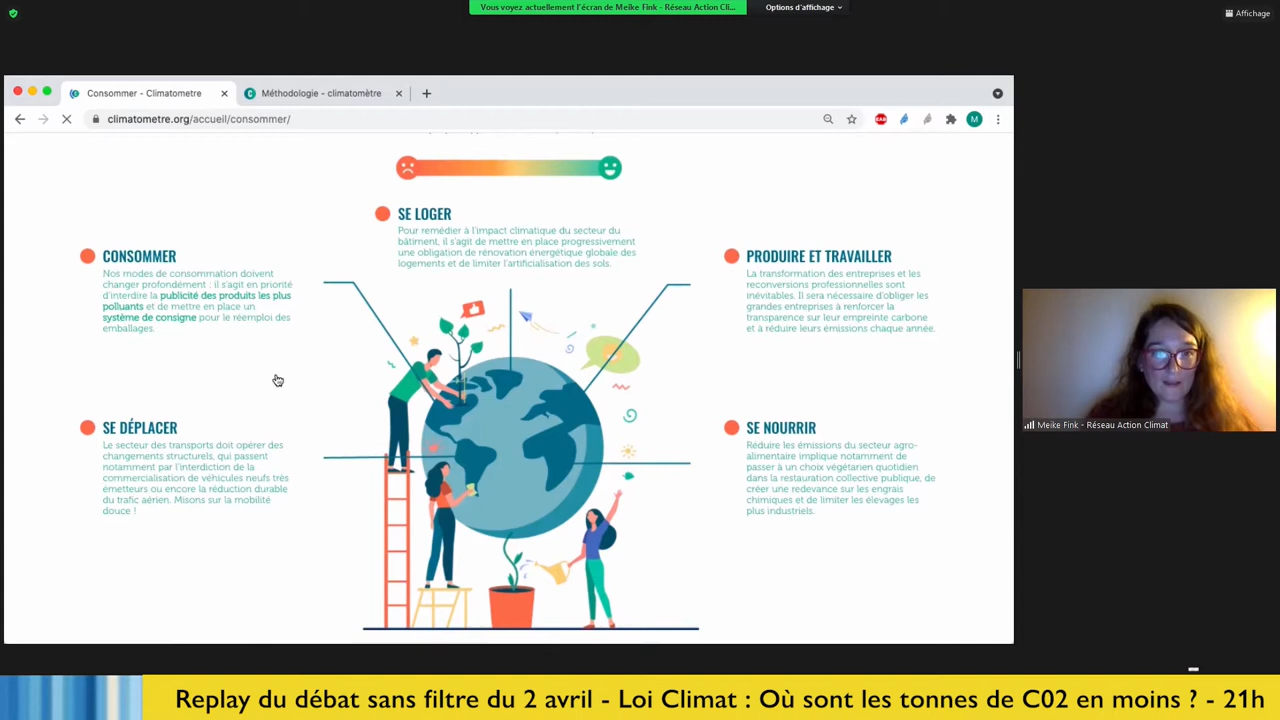 Vous voyez actuellement l'écran de Meike Fink - Réseau Action Cli...
Options d'affichage
Affichage
Consommer - Climatometre
Méthodologie - climatomètre
climatometre.org/accueil/consommer/
EAB
M
SE LOGER
Pour remédier à l'impact climatique du secteur du
bâtiment, il s'agit de mettre en place progressivement
une obligation de rénovation énergétique globale des
logements et de limiter l'artificialisation des sols.
CONSOMMER
Nos modes de consommation doivent
changer profondément : il s'agit en priorité
d'interdire la publicité des produits les plus
polluants et de mettre en place un
système de consigne pour le réemploi des
emballages.
PRODUIRE ET TRAVAILLER
La transformation des entreprises et les
reconversions professionnelles sont
inévitables. Il sera nécessaire d'obliger les
grandes entreprises à renforcer la
transparence sur leur empreinte carbone
et à réduire leurs émissions chaque année.
SE DÉPLACER
Le secteur des transports doit opérer des
changements structurels, qui passent
notamment par l'interdiction de la
commercialisation de véhicules neufs très
émetteurs ou encore la réduction durable
du trafic aérien. Misons sur la mobilité
douce !
SE NOURRIR
Réduire les émissions du secteur agro-
alimentaire implique notamment de
passer à un choix végétarien quotidien
dans la restauration collective publique, de
créer une redevance sur les engrais
chimiques et de limiter les élevages les
plus industriels.
Meike Fink - Réseau Action Climat
Replay du débat sans filtre du 2 avril - Loi Climat : Où sont les tonnes de C02 en moins ? - 21h